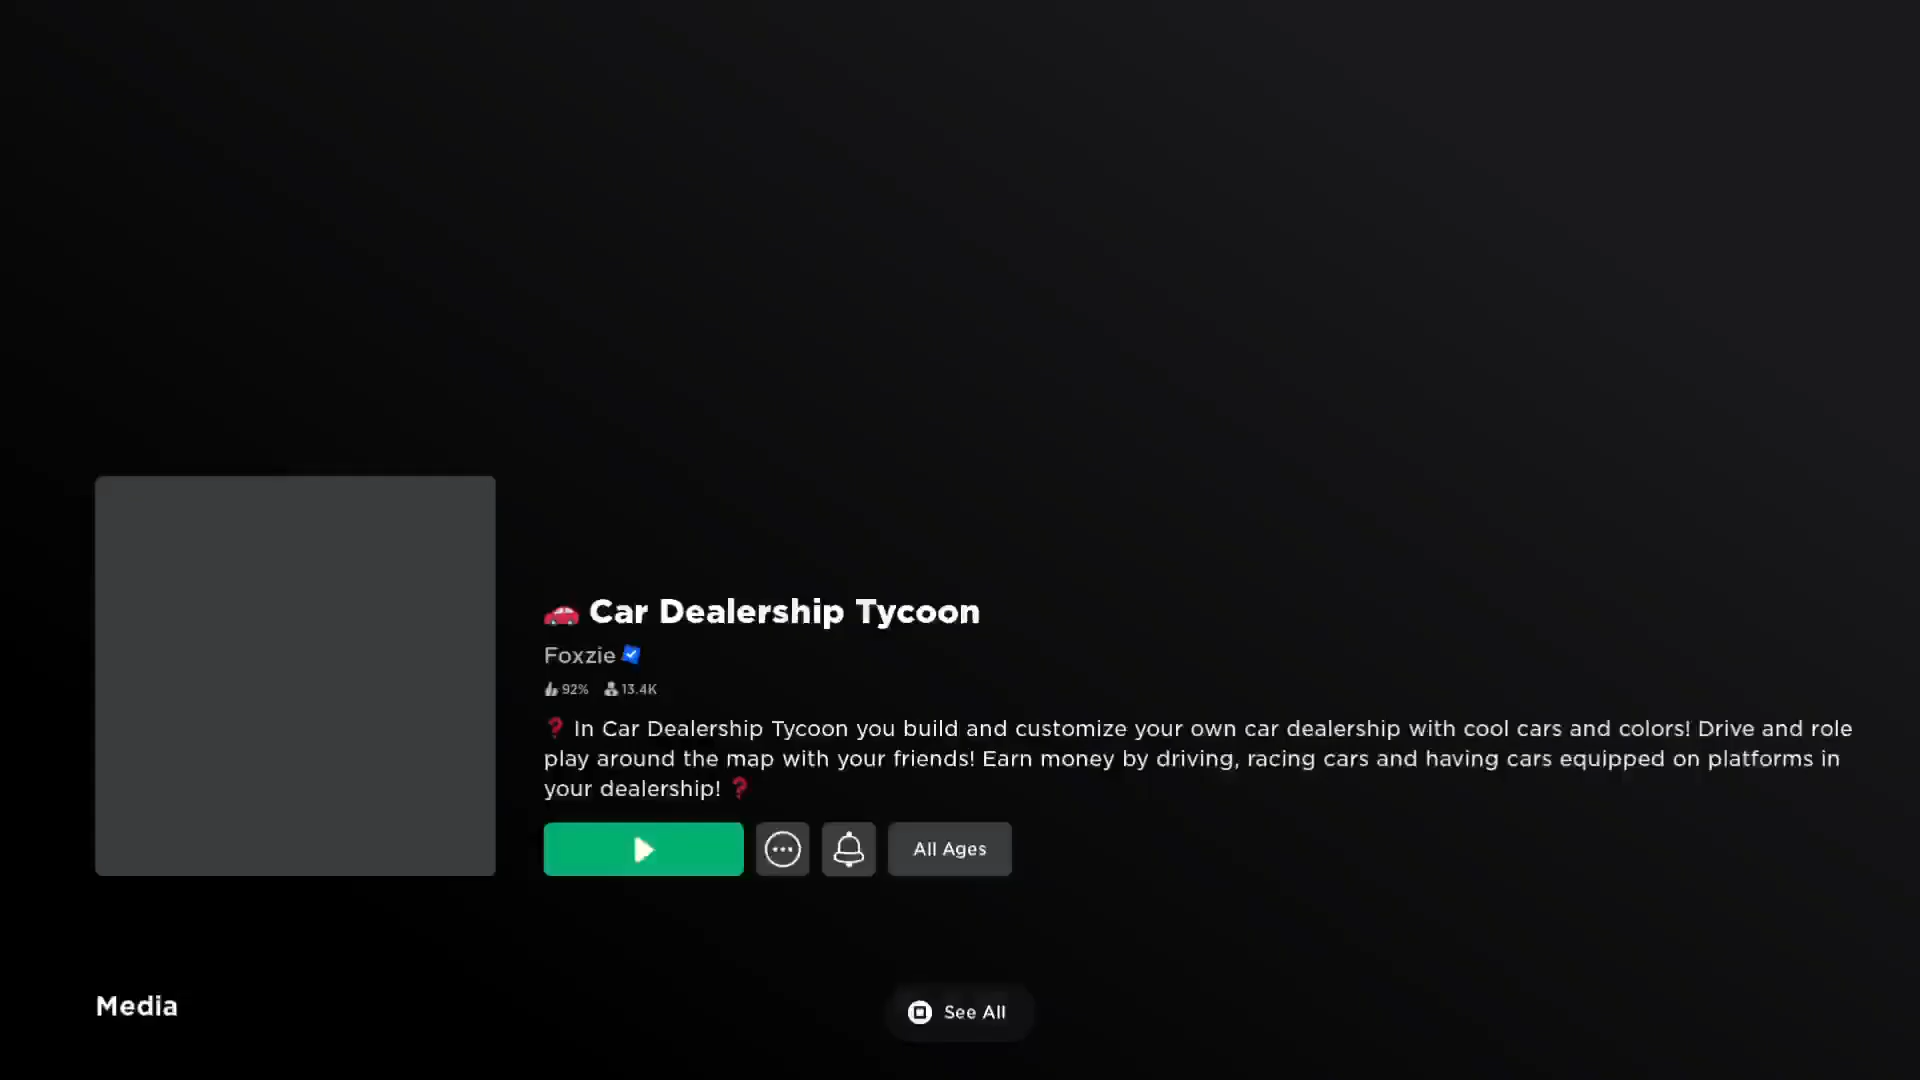 🚗 Car Dealership Tycoon
Foxzie
92% 13.4K
❓ In Car Dealership Tycoon you build and customize your own car dealership with cool cars and colors! Drive and role
play around the map with your friends! Earn money by driving, racing cars and having cars equipped on platforms in
your dealership! ❓
All Ages
Media
See All